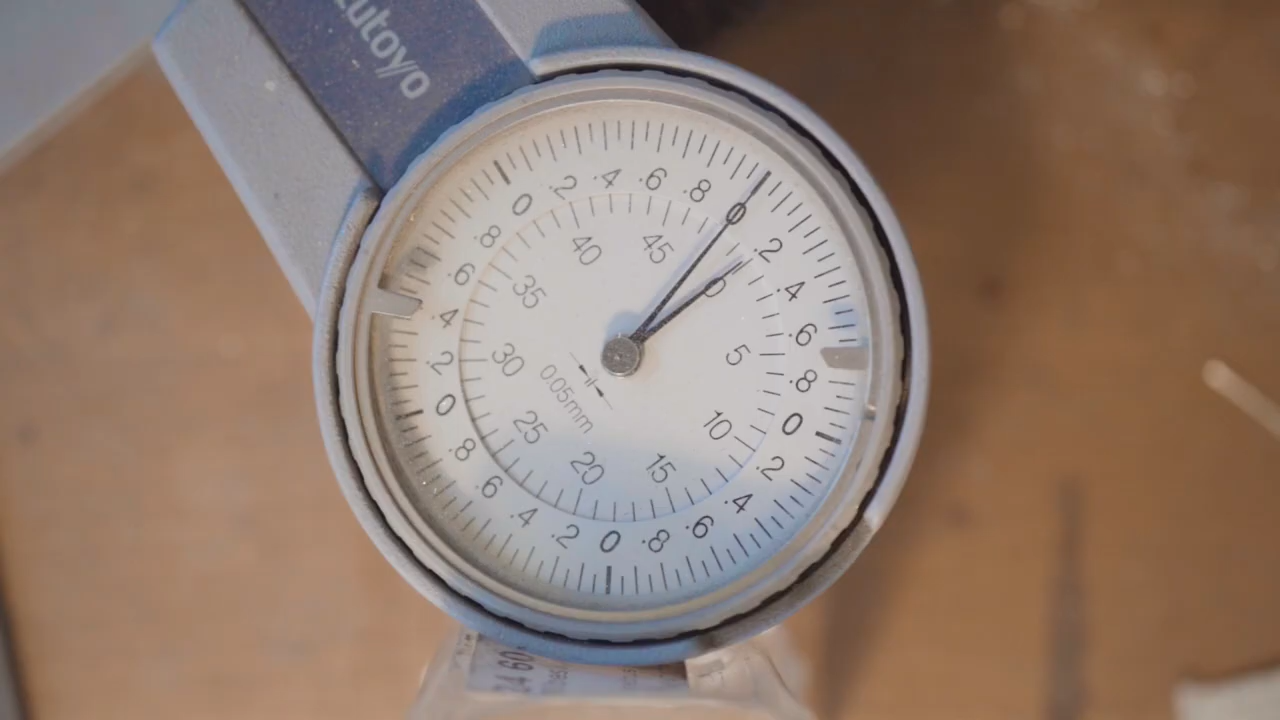 zutoyo
0 .2 .4 .6 .8 0 .2 .4 .6 .8 0 .2 .4 .6 .8 0 .2 .4 .6 .8 0 .2 .4 .6 .8
0 5 10 15 20 25 30 35 40 45
0.05mm